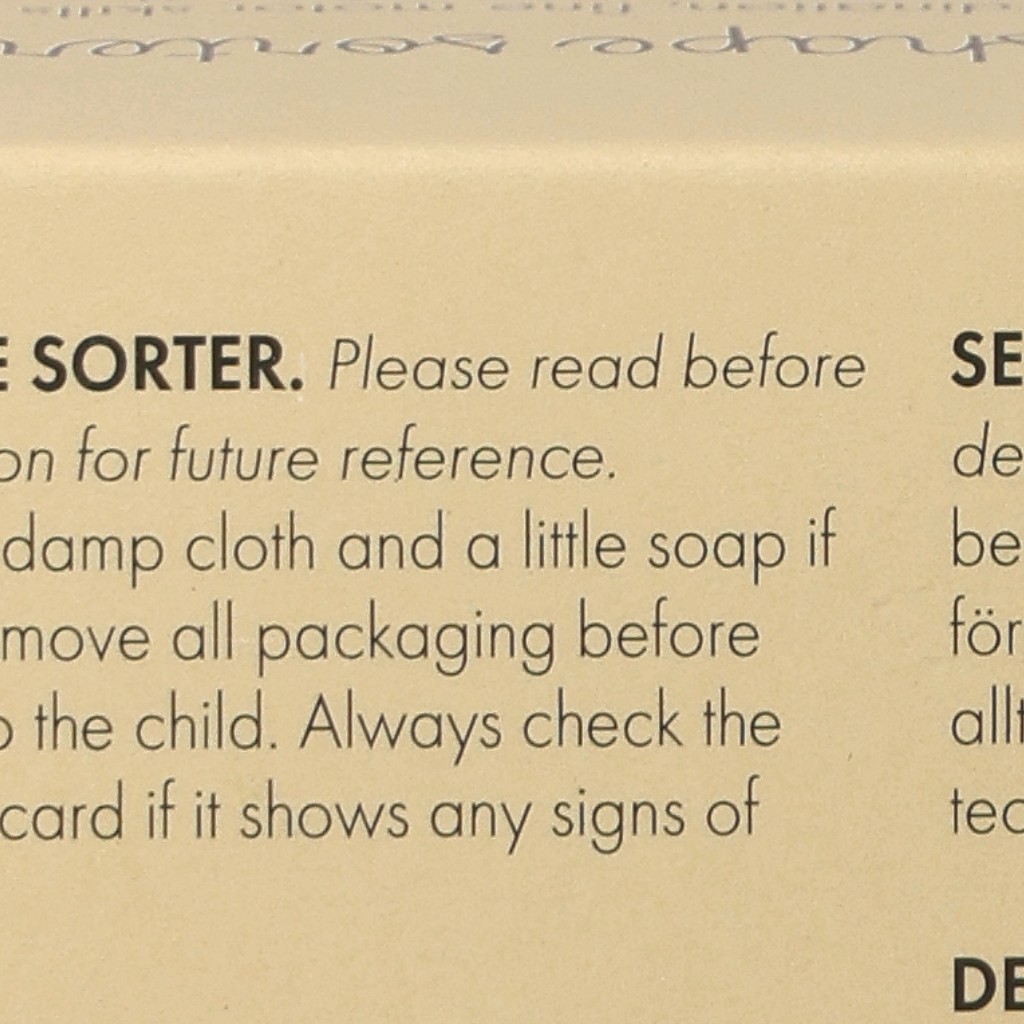 E SORTER. Please read before
on for future reference.
damp cloth and a little soap if
move all packaging before
o the child. Always check the
card if it shows any signs of
SE
de
be
för
allt
tec
DE